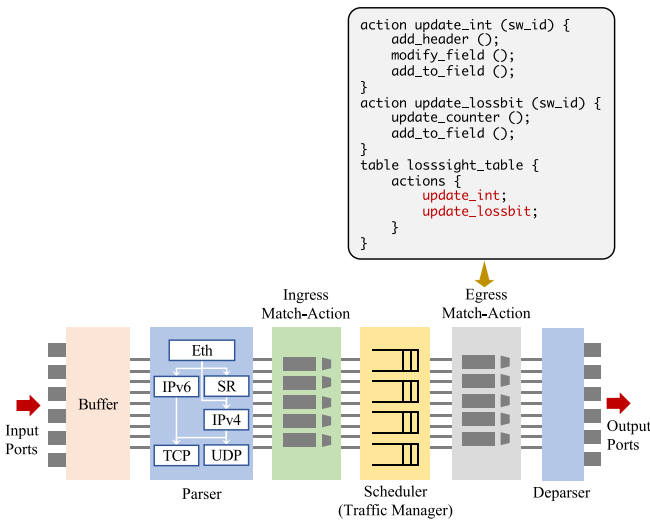 action update_int (sw_id) {
    add_header ();
    modify_field ();
    add_to_field ();
}
action update_lossbit (sw_id) {
    update_counter ();
    add_to_field ();
}
table losssight_table {
    actions {
        update_int;
        update_lossbit;
    }
}
Ingress
Match-Action
Egress
Match-Action
Eth
IPv6
SR
IPv4
TCP
UDP
Buffer
Input
Ports
Output
Ports
Parser
Scheduler
(Traffic Manager)
Deparser